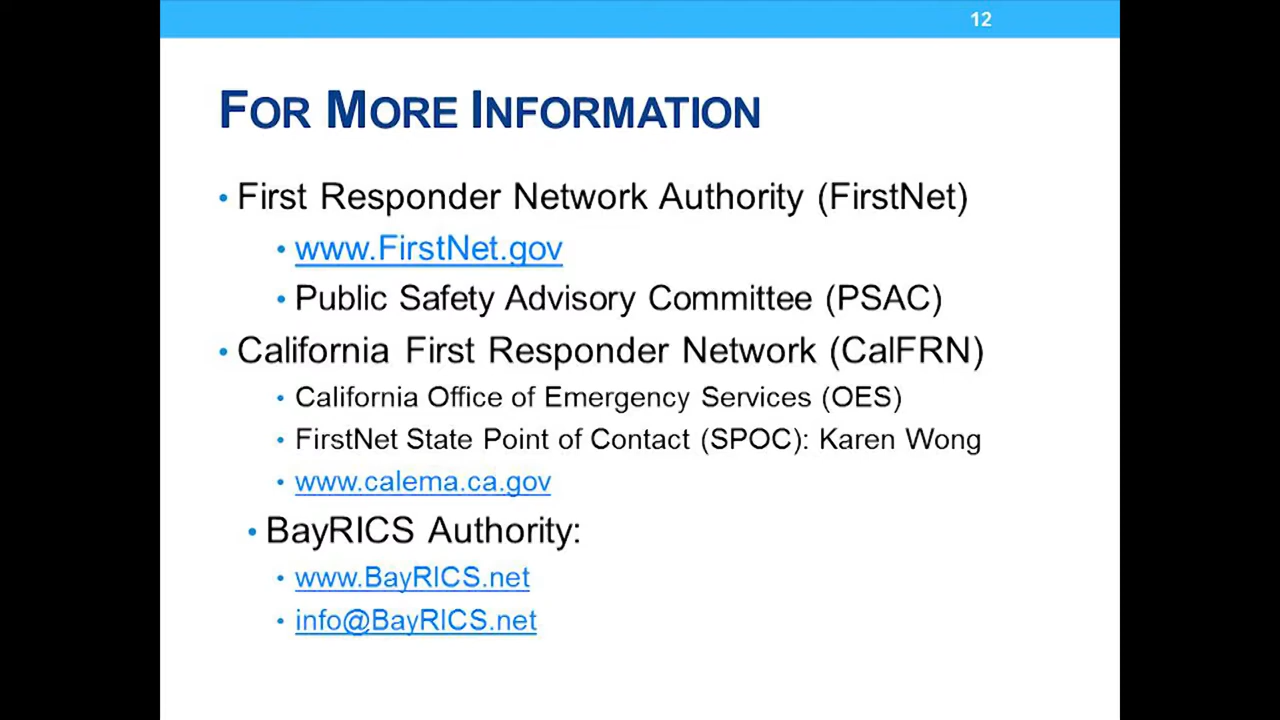 12
FOR MORE INFORMATION
• First Responder Network Authority (FirstNet)
• www.FirstNet.gov
• Public Safety Advisory Committee (PSAC)
• California First Responder Network (CalFRN)
• California Office of Emergency Services (OES)
• FirstNet State Point of Contact (SPOC): Karen Wong
• www.calema.ca.gov
• BayRICS Authority:
• www.BayRICS.net
• info@BayRICS.net